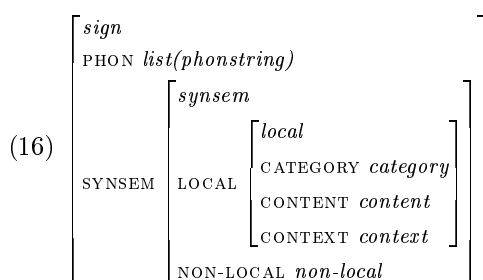 sign
PHON list(phonstring)
synsem
local
(16)
CATEGORY category
SYNSEM LOCAL
CONTENT content
CONTEXT context
NON-LOCAL non-local